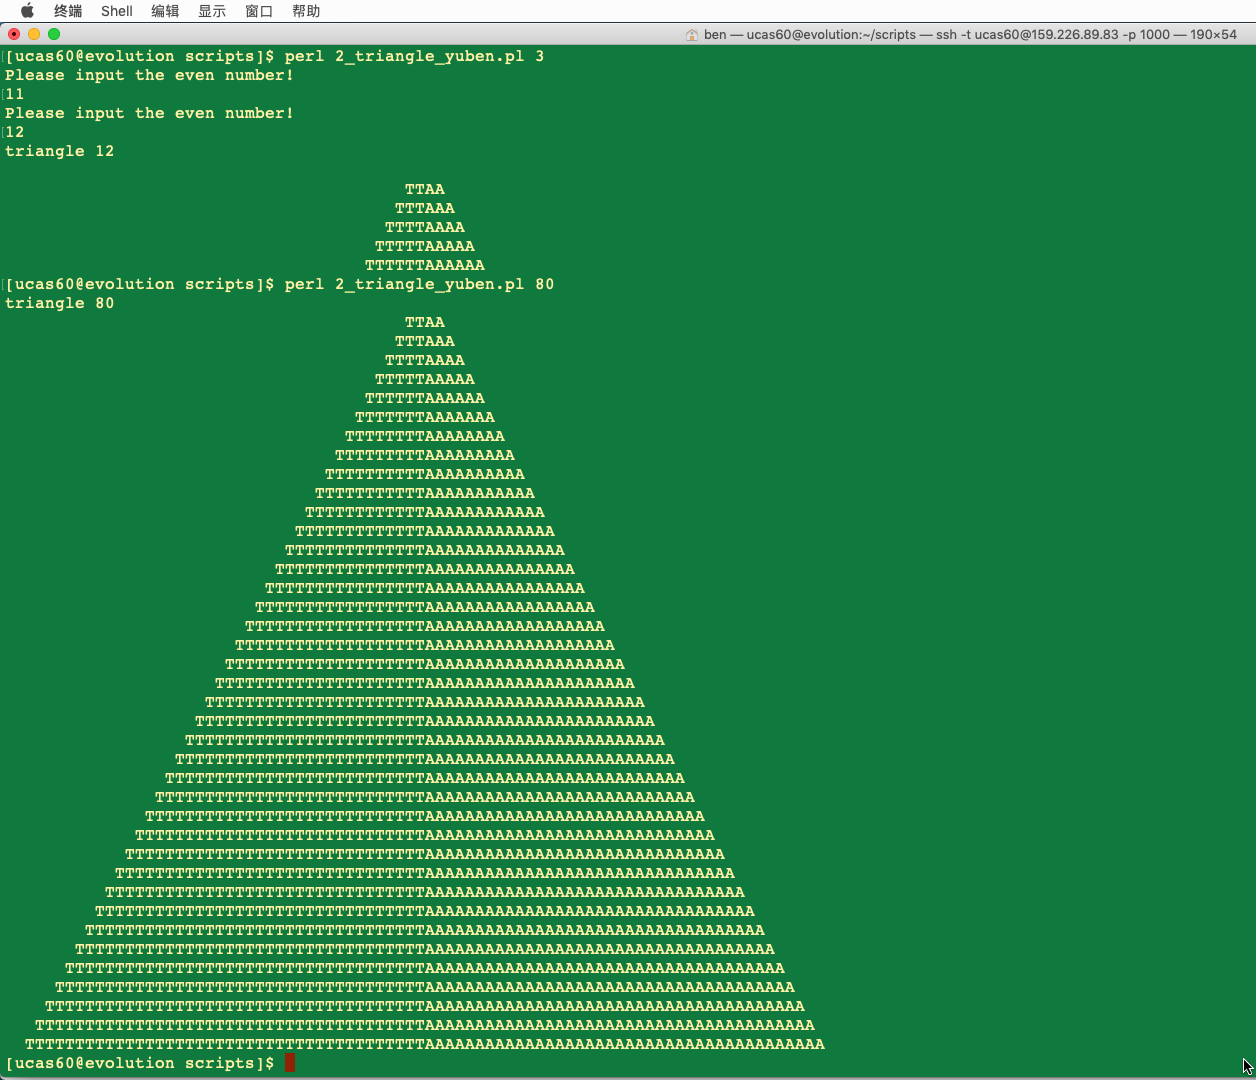 终端 Shell 编辑 显示 窗口 帮助
ben — ucas60@evolution:~/scripts — ssh -t ucas60@159.226.89.83 -p 1000 — 190×54
[ucas60@evolution scripts]$ perl 2_triangle_yuben.pl 3
Please input the even number!
11
Please input the even number!
12
triangle 12
TTAA
TTTAAA
TTTTAAAA
TTTTTAAAAA
TTTTTTAAAAAA
[ucas60@evolution scripts]$ perl 2_triangle_yuben.pl 80
triangle 80
TTAA
TTTAAA
TTTTAAAA
TTTTTAAAAA
TTTTTTAAAAAA
TTTTTTTAAAAAAA
TTTTTTTTAAAAAAAA
TTTTTTTTTAAAAAAAAA
TTTTTTTTTTAAAAAAAAAA
TTTTTTTTTTTAAAAAAAAAAA
TTTTTTTTTTTTAAAAAAAAAAAA
TTTTTTTTTTTTTAAAAAAAAAAAAA
TTTTTTTTTTTTTTAAAAAAAAAAAAAA
TTTTTTTTTTTTTTTAAAAAAAAAAAAAAA
TTTTTTTTTTTTTTTTAAAAAAAAAAAAAAAA
TTTTTTTTTTTTTTTTTAAAAAAAAAAAAAAAAA
TTTTTTTTTTTTTTTTTTAAAAAAAAAAAAAAAAAA
TTTTTTTTTTTTTTTTTTTAAAAAAAAAAAAAAAAAAA
TTTTTTTTTTTTTTTTTTTTAAAAAAAAAAAAAAAAAAAA
TTTTTTTTTTTTTTTTTTTTTAAAAAAAAAAAAAAAAAAAAA
TTTTTTTTTTTTTTTTTTTTTTAAAAAAAAAAAAAAAAAAAAAA
TTTTTTTTTTTTTTTTTTTTTTTAAAAAAAAAAAAAAAAAAAAAAA
TTTTTTTTTTTTTTTTTTTTTTTTAAAAAAAAAAAAAAAAAAAAAAAA
TTTTTTTTTTTTTTTTTTTTTTTTTAAAAAAAAAAAAAAAAAAAAAAAAA
TTTTTTTTTTTTTTTTTTTTTTTTTTAAAAAAAAAAAAAAAAAAAAAAAAAA
TTTTTTTTTTTTTTTTTTTTTTTTTTTAAAAAAAAAAAAAAAAAAAAAAAAAAA
TTTTTTTTTTTTTTTTTTTTTTTTTTTTAAAAAAAAAAAAAAAAAAAAAAAAAAAA
TTTTTTTTTTTTTTTTTTTTTTTTTTTTTAAAAAAAAAAAAAAAAAAAAAAAAAAAAA
TTTTTTTTTTTTTTTTTTTTTTTTTTTTTTAAAAAAAAAAAAAAAAAAAAAAAAAAAAAA
TTTTTTTTTTTTTTTTTTTTTTTTTTTTTTTAAAAAAAAAAAAAAAAAAAAAAAAAAAAAAA
TTTTTTTTTTTTTTTTTTTTTTTTTTTTTTTTAAAAAAAAAAAAAAAAAAAAAAAAAAAAAAAA
TTTTTTTTTTTTTTTTTTTTTTTTTTTTTTTTTAAAAAAAAAAAAAAAAAAAAAAAAAAAAAAAAA
TTTTTTTTTTTTTTTTTTTTTTTTTTTTTTTTTTAAAAAAAAAAAAAAAAAAAAAAAAAAAAAAAAAA
TTTTTTTTTTTTTTTTTTTTTTTTTTTTTTTTTTTAAAAAAAAAAAAAAAAAAAAAAAAAAAAAAAAAAA
TTTTTTTTTTTTTTTTTTTTTTTTTTTTTTTTTTTTAAAAAAAAAAAAAAAAAAAAAAAAAAAAAAAAAAAA
TTTTTTTTTTTTTTTTTTTTTTTTTTTTTTTTTTTTTAAAAAAAAAAAAAAAAAAAAAAAAAAAAAAAAAAAAA
TTTTTTTTTTTTTTTTTTTTTTTTTTTTTTTTTTTTTTAAAAAAAAAAAAAAAAAAAAAAAAAAAAAAAAAAAAAA
TTTTTTTTTTTTTTTTTTTTTTTTTTTTTTTTTTTTTTTAAAAAAAAAAAAAAAAAAAAAAAAAAAAAAAAAAAAAAA
TTTTTTTTTTTTTTTTTTTTTTTTTTTTTTTTTTTTTTTTAAAAAAAAAAAAAAAAAAAAAAAAAAAAAAAAAAAAAAAA
[ucas60@evolution scripts]$